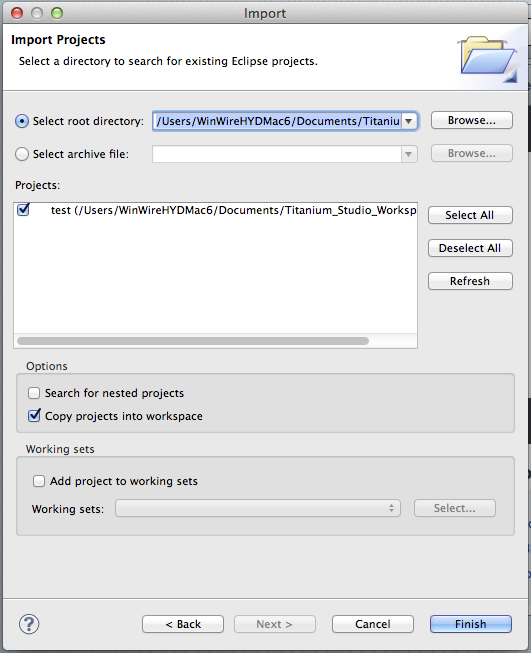 Import
Import Projects
Select a directory to search for existing Eclipse projects.
Select root directory: /Users/WinWireHYDMac6/Documents/Titaniu Browse...
Select archive file: Browse...
Projects:
test (/Users/WinWireHYDMac6/Documents/Titanium_Studio_Worksp
Select All
Deselect All
Refresh
Options
Search for nested projects
Copy projects into workspace
Working sets
Add project to working sets
Working sets: Select...
? < Back Next > Cancel Finish